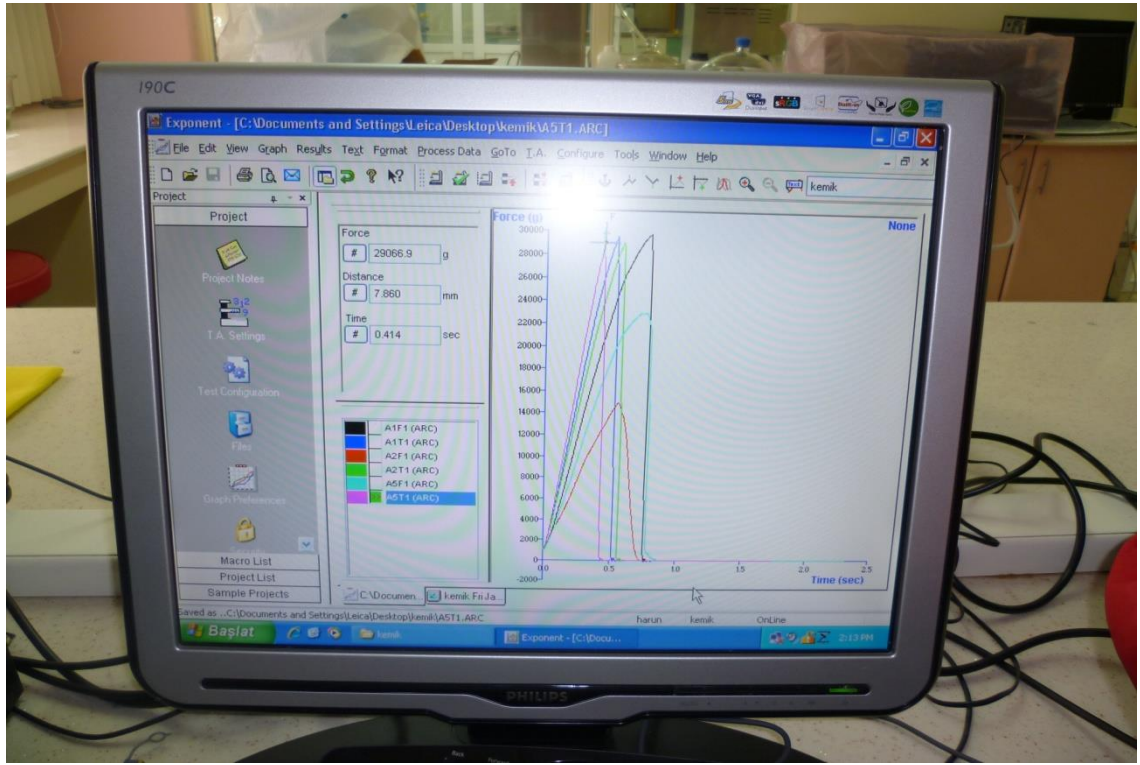 190C
sRGB
Exponent - [C:\Documents and Settings\Leica\Desktop\kemik\A5T1.ARC]
File Edit View Graph Results Text Format Process Data GoTo T.A. Configure Tools Window Help
kemik
Project
Project
Project Notes
T.A. Settings
Test Configuration
Files
Graph Preferences
Macro List
Project List
Sample Projects
Force
# 29066.9 g
Distance
# 7.860 mm
Time
# 0.414 sec
A1F1 (ARC)
A1T1 (ARC)
A2F1 (ARC)
A2T1 (ARC)
A5F1 (ARC)
A5T1 (ARC)
Force (g)
None
30000
28000
26000
24000
22000
20000
18000
16000
14000
12000
10000
8000
6000
4000
2000
0
-2000
0.0 0.5 1.0 1.5 2.0 2.5
Time (sec)
C:\Documen... kemik Fri Ja...
Saved as ..C:\Documents and Settings\Leica\Desktop\kemik\A5T1.ARC harun kemik OnLine
Başlat kemik Exponent - [C:\Docu... 2:13 PM
PHILIPS